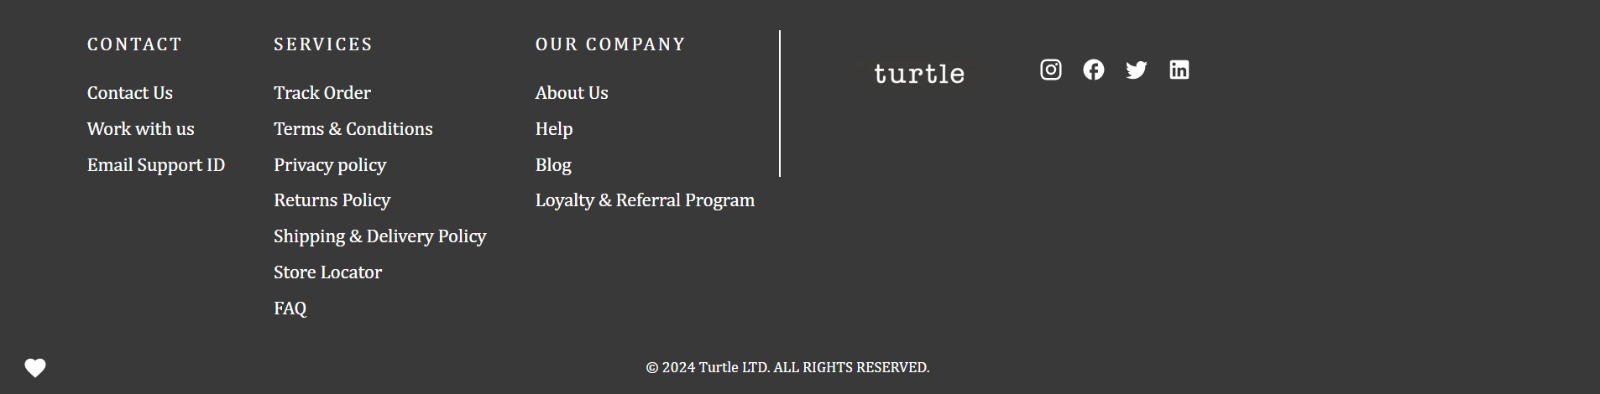 CONTACT
Contact Us
Work with us
Email Support ID
SERVICES
Track Order
Terms & Conditions
Privacy policy
Returns Policy
Shipping & Delivery Policy
Store Locator
FAQ
OUR COMPANY
About Us
Help
Blog
Loyalty & Referral Program
turtle
© 2024 Turtle LTD. ALL RIGHTS RESERVED.